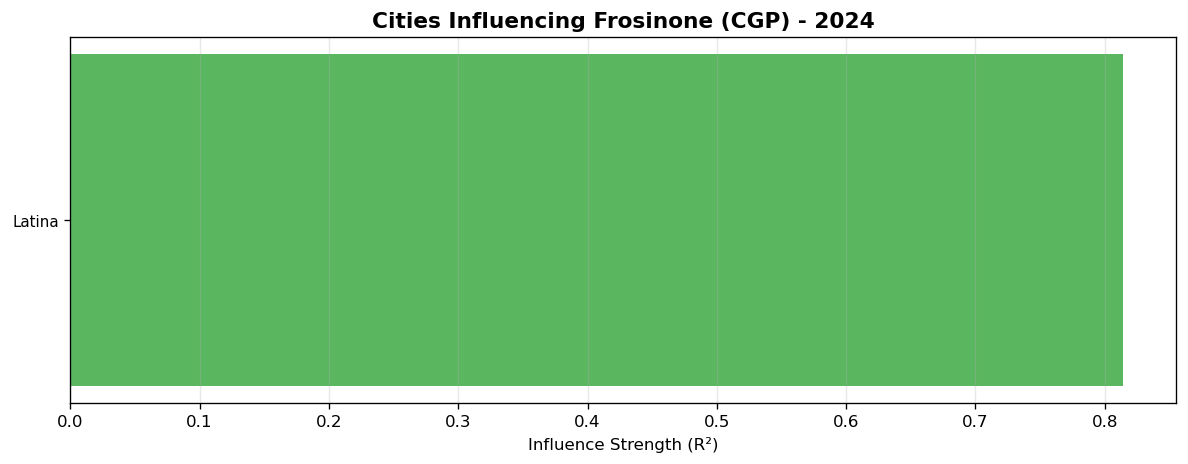 Cities Influencing Frosinone (CGP) - 2024
Latina
0.0 0.1 0.2 0.3 0.4 0.5 0.6 0.7 0.8
Influence Strength (R²)